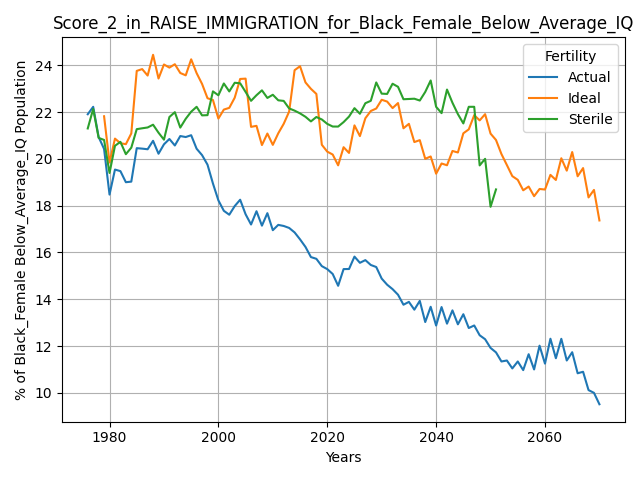 Score_2_in_RAISE_IMMIGRATION_for_Black_Female_Below_Average_IQ
Fertility
Actual
Ideal
Sterile
% of Black_Female Below_Average_IQ Population
24
22
20
18
16
14
12
10
1980 2000 2020 2040 2060
Years